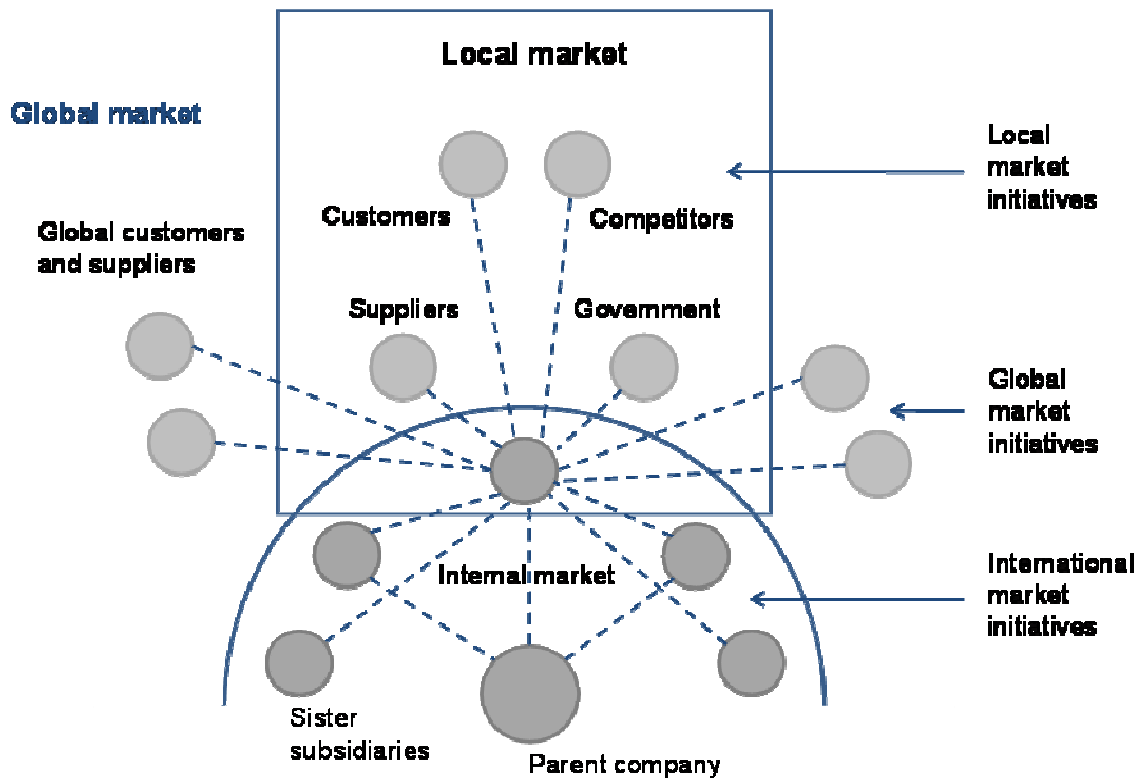 Local market
Global market
Local
market
initiatives
Customers
Competitors
Global customers
and suppliers
Suppliers
Government
Global
market
initiatives
Internal market
International
market
initiatives
Sister
subsidiaries
Parent company